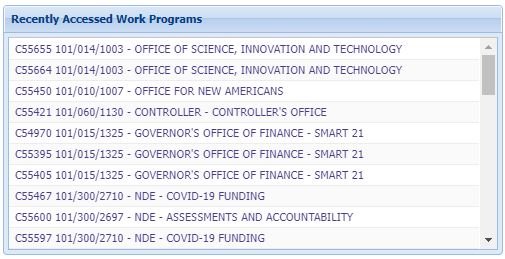 Recently Accessed Work Programs
C55655 101/014/1003 - OFFICE OF SCIENCE, INNOVATION AND TECHNOLOGY
C55664 101/014/1003 - OFFICE OF SCIENCE, INNOVATION AND TECHNOLOGY
C55450 101/010/1007 - OFFICE FOR NEW AMERICANS
C55421 101/060/1130 - CONTROLLER - CONTROLLER'S OFFICE
C54970 101/015/1325 - GOVERNOR'S OFFICE OF FINANCE - SMART 21
C55395 101/015/1325 - GOVERNOR'S OFFICE OF FINANCE - SMART 21
C55405 101/015/1325 - GOVERNOR'S OFFICE OF FINANCE - SMART 21
C55467 101/300/2710 - NDE - COVID-19 FUNDING
C55600 101/300/2697 - NDE - ASSESSMENTS AND ACCOUNTABILITY
C55597 101/300/2710 - NDE - COVID-19 FUNDING